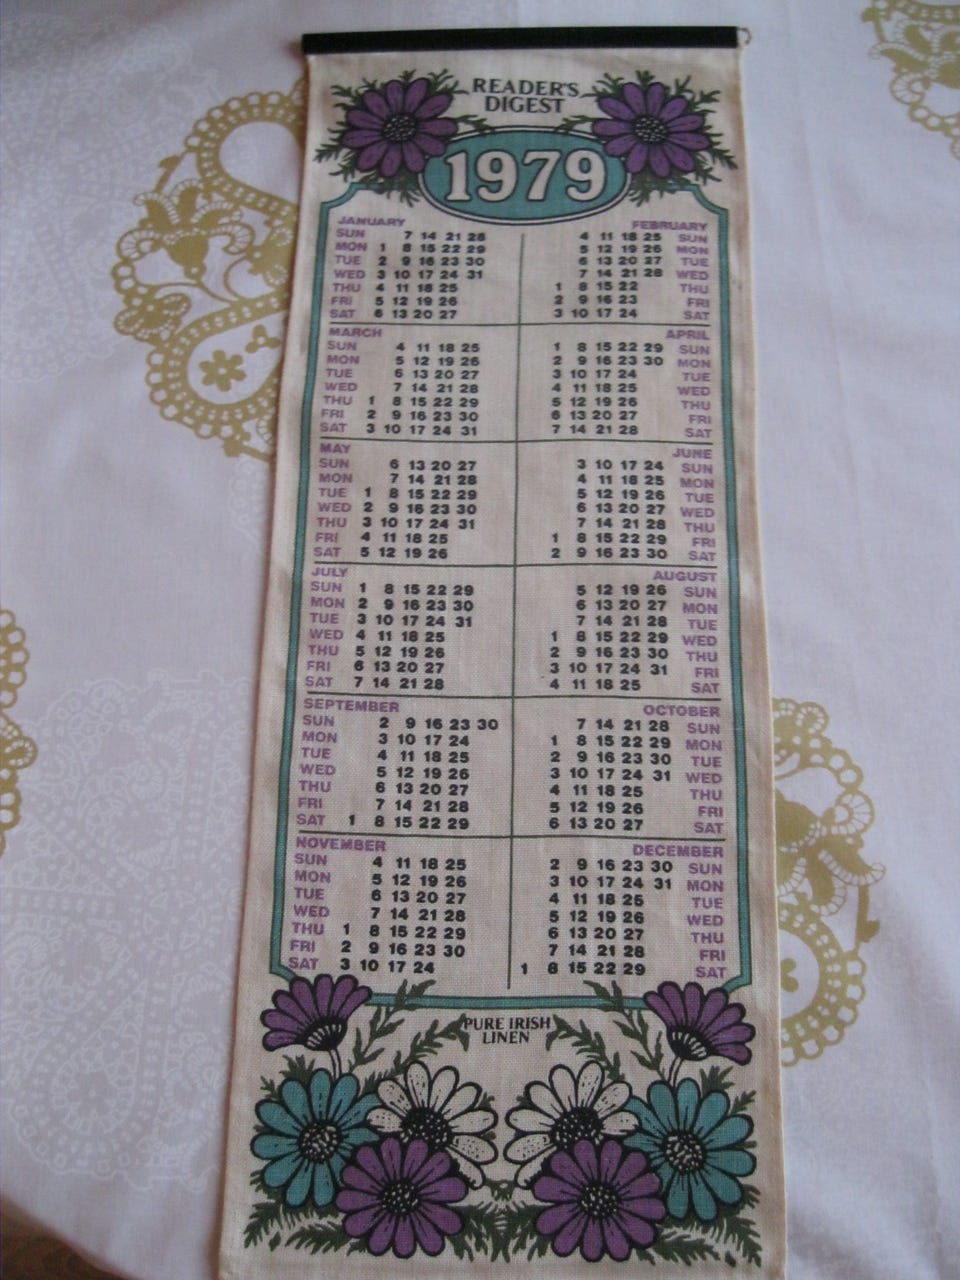 READER'S
DIGEST
1979
JANUARY
SUN 7 14 21 28
MON 1 8 15 22 29
TUE 2 9 16 23 30
WED 3 10 17 24 31
THU 4 11 18 25
FRI 5 12 19 26
SAT 6 13 20 27
FEBRUARY
4 11 18 25 SUN
5 12 19 26 MON
6 13 20 27 TUE
7 14 21 28 WED
1 8 15 22 THU
2 9 16 23 FRI
3 10 17 24 SAT
MARCH
SUN 4 11 18 25
MON 5 12 19 26
TUE 6 13 20 27
WED 7 14 21 28
THU 1 8 15 22 29
FRI 2 9 16 23 30
SAT 3 10 17 24 31
APRIL
1 8 15 22 29 SUN
2 9 16 23 30 MON
3 10 17 24 TUE
4 11 18 25 WED
5 12 19 26 THU
6 13 20 27 FRI
7 14 21 28 SAT
MAY
SUN 6 13 20 27
MON 7 14 21 28
TUE 1 8 15 22 29
WED 2 9 16 23 30
THU 3 10 17 24 31
FRI 4 11 18 25
SAT 5 12 19 26
JUNE
3 10 17 24 SUN
4 11 18 25 MON
5 12 19 26 TUE
6 13 20 27 WED
7 14 21 28 THU
1 8 15 22 29 FRI
2 9 16 23 30 SAT
JULY
SUN 1 8 15 22 29
MON 2 9 16 23 30
TUE 3 10 17 24 31
WED 4 11 18 25
THU 5 12 19 26
FRI 6 13 20 27
SAT 7 14 21 28
AUGUST
5 12 19 26 SUN
6 13 20 27 MON
7 14 21 28 TUE
1 8 15 22 29 WED
2 9 16 23 30 THU
3 10 17 24 31 FRI
4 11 18 25 SAT
SEPTEMBER
SUN 2 9 16 23 30
MON 3 10 17 24
TUE 4 11 18 25
WED 5 12 19 26
THU 6 13 20 27
FRI 7 14 21 28
SAT 1 8 15 22 29
OCTOBER
7 14 21 28 SUN
1 8 15 22 29 MON
2 9 16 23 30 TUE
3 10 17 24 31 WED
4 11 18 25 THU
5 12 19 26 FRI
6 13 20 27 SAT
NOVEMBER
SUN 4 11 18 25
MON 5 12 19 26
TUE 6 13 20 27
WED 7 14 21 28
THU 1 8 15 22 29
FRI 2 9 16 23 30
SAT 3 10 17 24
DECEMBER
2 9 16 23 30 SUN
3 10 17 24 31 MON
4 11 18 25 TUE
5 12 19 26 WED
6 13 20 27 THU
7 14 21 28 FRI
1 8 15 22 29 SAT
PURE IRISH
LINEN